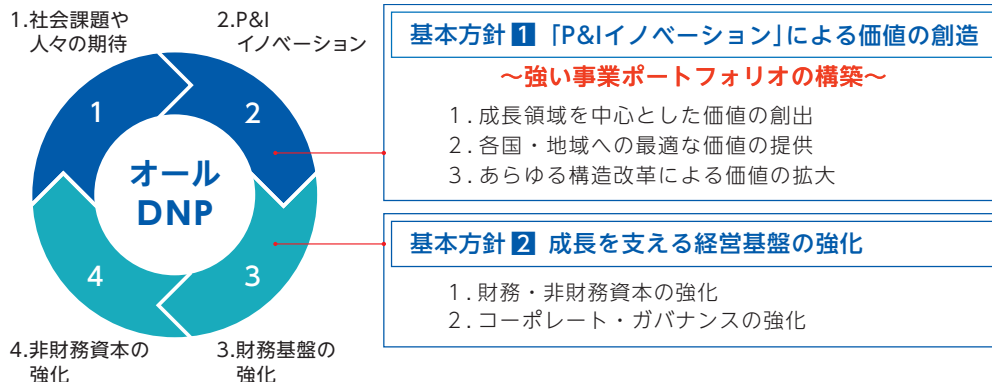 1.社会課題や
人々の期待
2.P&I
イノベーション
1
2
オール
DNP
4
3
4.非財務資本の
強化
3.財務基盤の
強化
基本方針 1 「P&Iイノベーション」による価値の創造
～強い事業ポートフォリオの構築～
1. 成長領域を中心とした価値の創出
2. 各国・地域への最適な価値の提供
3. あらゆる構造改革による価値の拡大
基本方針 2 成長を支える経営基盤の強化
1. 財務・非財務資本の強化
2. コーポレート・ガバナンスの強化